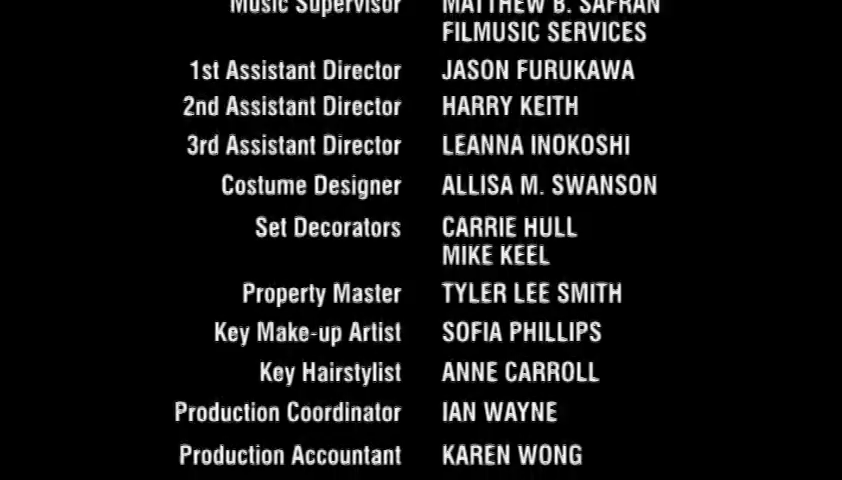 Music Supervisor MATTHEW B. SAFRAN
FILMUSIC SERVICES
1st Assistant Director JASON FURUKAWA
2nd Assistant Director HARRY KEITH
3rd Assistant Director LEANNA INOKOSHI
Costume Designer ALLISA M. SWANSON
Set Decorators CARRIE HULL
MIKE KEEL
Property Master TYLER LEE SMITH
Key Make-up Artist SOFIA PHILLIPS
Key Hairstylist ANNE CARROLL
Production Coordinator IAN WAYNE
Production Accountant KAREN WONG